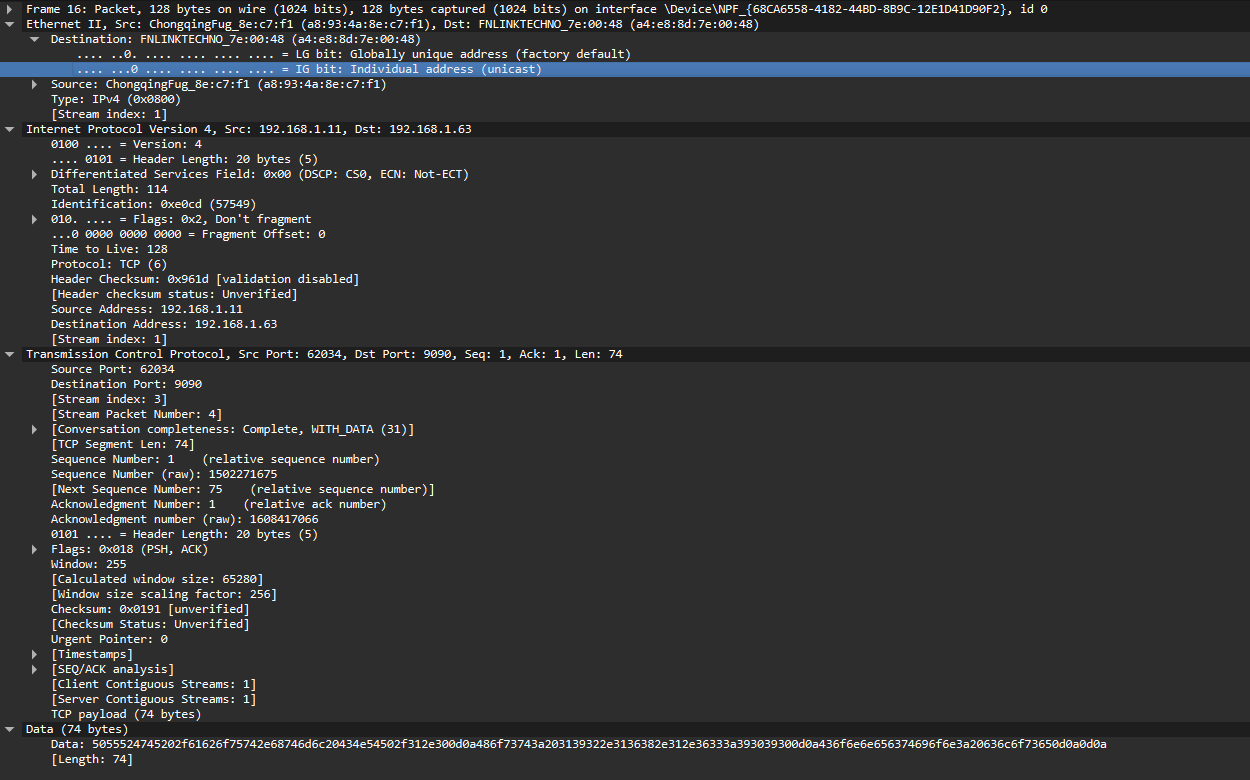 Frame 16: Packet, 128 bytes on wire (1024 bits), 128 bytes captured (1024 bits) on interface \Device\NPF_{68CA6558-4182-44BD-8B9C-12E1D41D90F2}, id 0
Ethernet II, Src: ChongqingFug_8e:c7:f1 (a8:93:4a:8e:c7:f1), Dst: FNLINKTECHNO_7e:00:48 (a4:e8:8d:7e:00:48)
Destination: FNLINKTECHNO_7e:00:48 (a4:e8:8d:7e:00:48)
.... ..0. .... .... .... .... = LG bit: Globally unique address (factory default)
.... ...0 .... .... .... .... = IG bit: Individual address (unicast)
Source: ChongqingFug_8e:c7:f1 (a8:93:4a:8e:c7:f1)
Type: IPv4 (0x0800)
[Stream index: 1]
Internet Protocol Version 4, Src: 192.168.1.11, Dst: 192.168.1.63
0100 .... = Version: 4
.... 0101 = Header Length: 20 bytes (5)
Differentiated Services Field: 0x00 (DSCP: CS0, ECN: Not-ECT)
Total Length: 114
Identification: 0xe0cd (57549)
010. .... = Flags: 0x2, Don't fragment
...0 0000 0000 0000 = Fragment Offset: 0
Time to Live: 128
Protocol: TCP (6)
Header Checksum: 0x961d [validation disabled]
[Header checksum status: Unverified]
Source Address: 192.168.1.11
Destination Address: 192.168.1.63
[Stream index: 1]
Transmission Control Protocol, Src Port: 62034, Dst Port: 9090, Seq: 1, Ack: 1, Len: 74
Source Port: 62034
Destination Port: 9090
[Stream index: 3]
[Stream Packet Number: 4]
[Conversation completeness: Complete, WITH_DATA (31)]
[TCP Segment Len: 74]
Sequence Number: 1    (relative sequence number)
Sequence Number (raw): 1502271675
[Next Sequence Number: 75    (relative sequence number)]
Acknowledgment Number: 1    (relative ack number)
Acknowledgment number (raw): 1608417066
0101 .... = Header Length: 20 bytes (5)
Flags: 0x018 (PSH, ACK)
Window: 255
[Calculated window size: 65280]
[Window size scaling factor: 256]
Checksum: 0x0191 [unverified]
[Checksum Status: Unverified]
Urgent Pointer: 0
[Timestamps]
[SEQ/ACK analysis]
[Client Contiguous Streams: 1]
[Server Contiguous Streams: 1]
TCP payload (74 bytes)
Data (74 bytes)
Data: 5055524745202f61626f75742e68746d6c20434e54502f312e300d0a486f73743a203139322e3136382e312e36333a393039300d0a436f6e6e656374696f6e3a20636c6f73650d0a0d0a
[Length: 74]